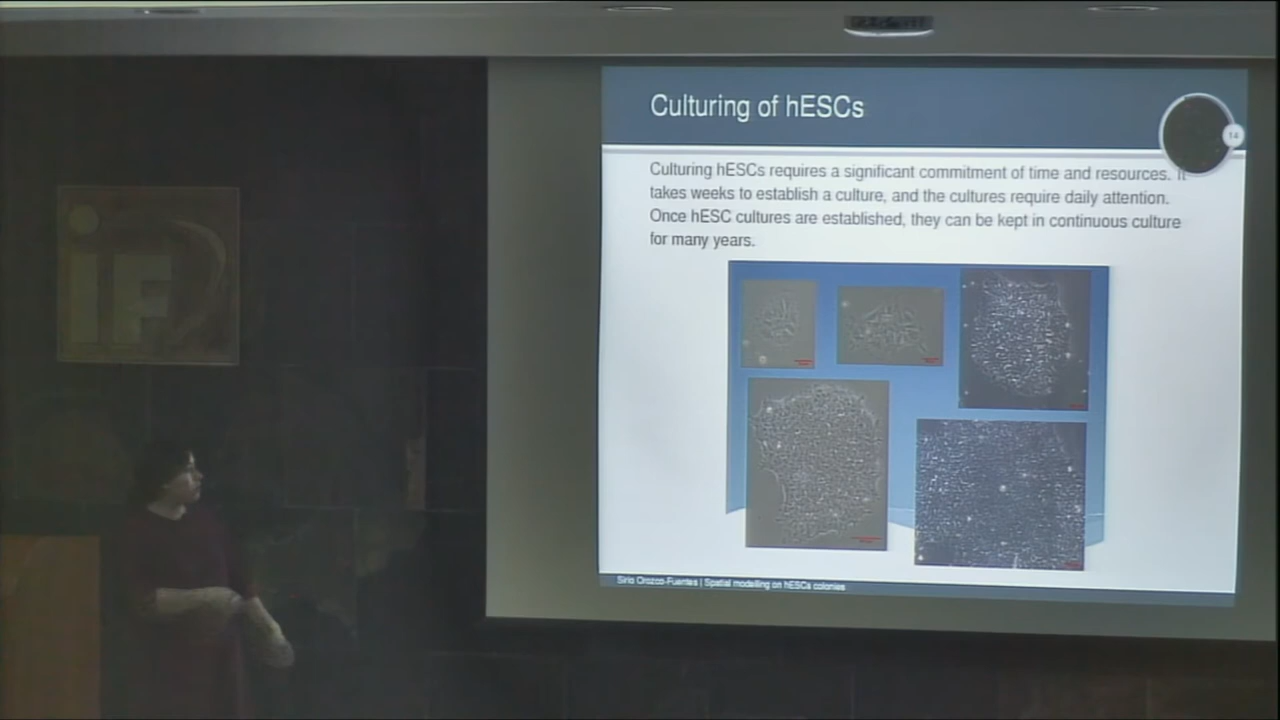 Culturing of hESCs
14
Culturing hESCs requires a significant commitment of time and resources. It
takes weeks to establish a culture, and the cultures require daily attention.
Once hESC cultures are established, they can be kept in continuous culture
for many years.
Sirio Orozco-Fuentes | Spatial modelling on hESCs colonies